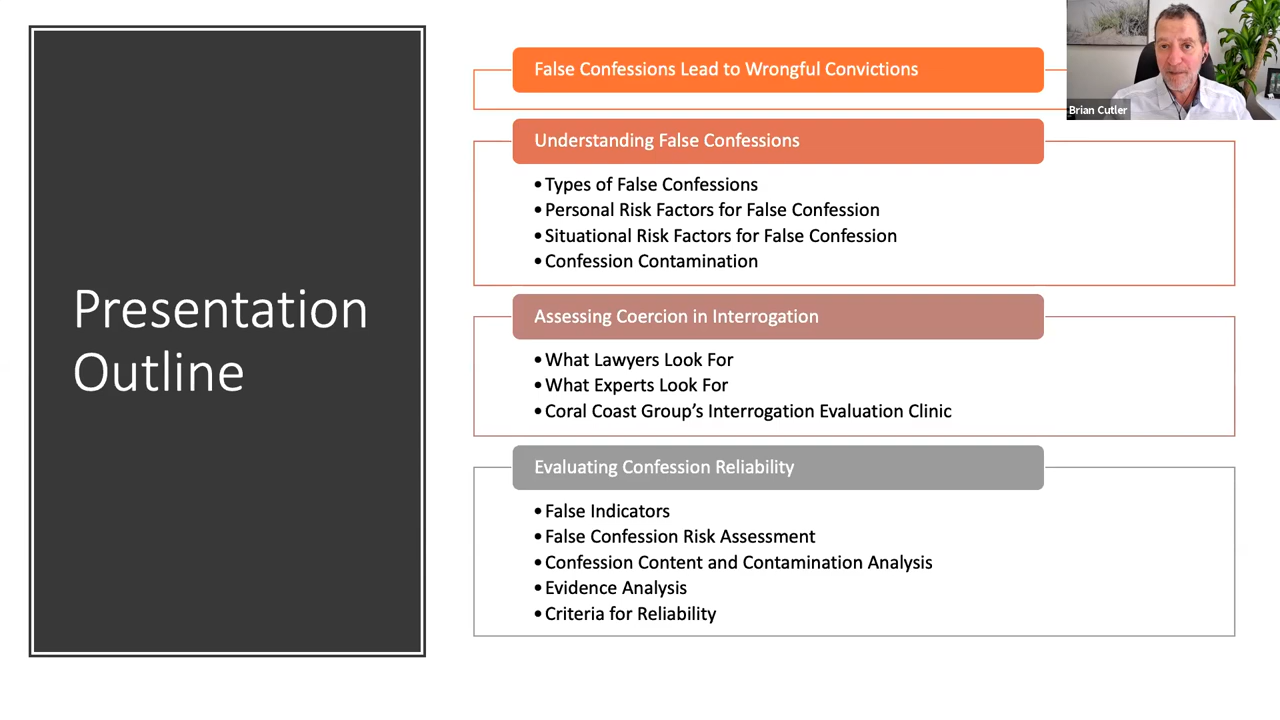 Presentation
Outline
False Confessions Lead to Wrongful Convictions
Understanding False Confessions
•Types of False Confessions
•Personal Risk Factors for False Confession
•Situational Risk Factors for False Confession
•Confession Contamination
Assessing Coercion in Interrogation
•What Lawyers Look For
•What Experts Look For
•Coral Coast Group’s Interrogation Evaluation Clinic
Evaluating Confession Reliability
•False Indicators
•False Confession Risk Assessment
•Confession Content and Contamination Analysis
•Evidence Analysis
•Criteria for Reliability
Brian Cutler